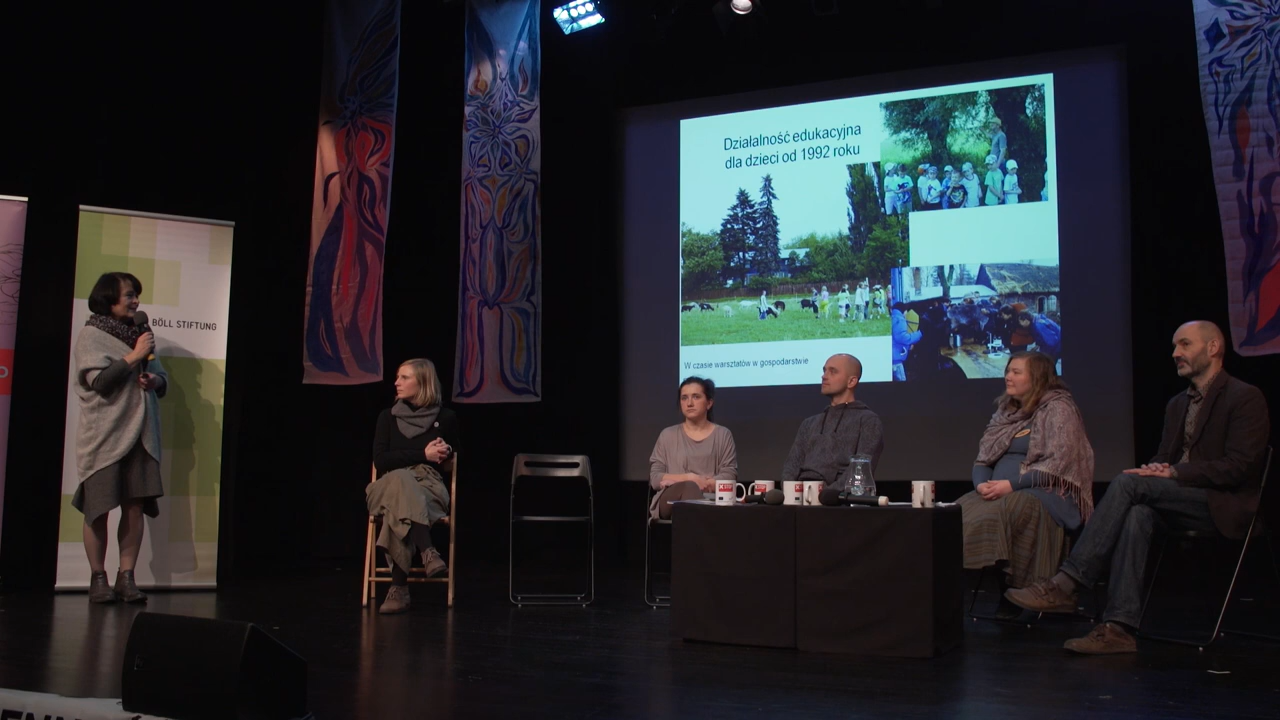 Działalność edukacyjna
dla dzieci od 1992 roku
W czasie warsztatów w gospodarstwie
BÖLL STIFTUNG